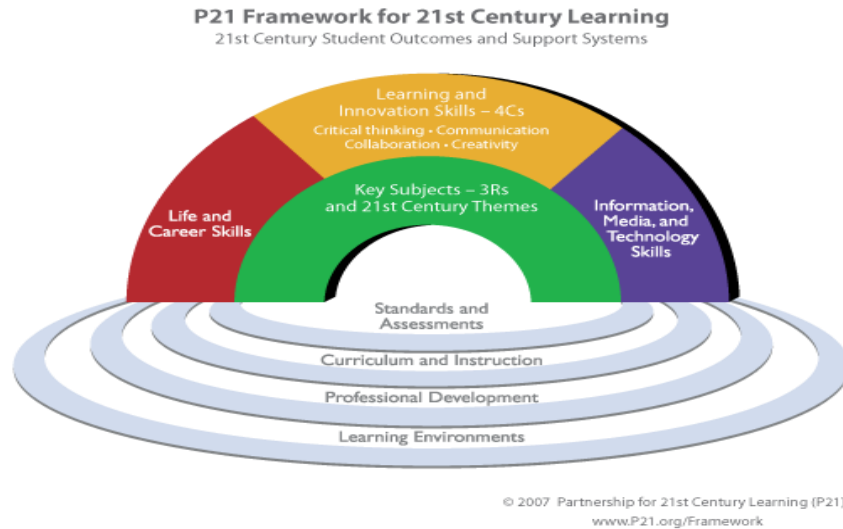 P21 Framework for 21st Century Learning
21st Century Student Outcomes and Support Systems
Learning and
Innovation Skills – 4Cs
Critical thinking • Communication
Collaboration • Creativity
Key Subjects – 3Rs
and 21st Century Themes
Life and
Career Skills
Information,
Media, and
Technology
Skills
Standards and
Assessments
Curriculum and Instruction
Professional Development
Learning Environments
© 2007 Partnership for 21st Century Learning (P21)
www.P21.org/Framework